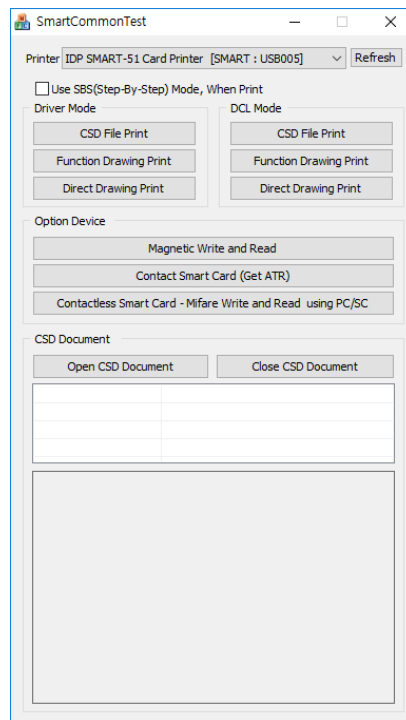 SmartCommonTest
Printer IDP SMART-51 Card Printer [SMART : USB005] Refresh
Use SBS(Step-By-Step) Mode, When Print
Driver Mode DCL Mode
CSD File Print CSD File Print
Function Drawing Print Function Drawing Print
Direct Drawing Print Direct Drawing Print
Option Device
Magnetic Write and Read
Contact Smart Card (Get ATR)
Contactless Smart Card - Mifare Write and Read using PC/SC
CSD Document
Open CSD Document Close CSD Document